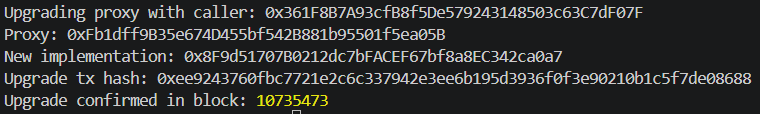 Upgrading proxy with caller: 0x361F8B7A93cfB8f5De579243148503c63C7dF07F
Proxy: 0xFb1dff9B35e674D455bf542B881b95501f5ea05B
New implementation: 0x8F9d51707B0212dc7bFACEF67bf8a8EC342ca0a7
Upgrade tx hash: 0xee9243760fbc7721e2c6c337942e3ee6b195d3936f0f3e90210b1c5f7de08688
Upgrade confirmed in block: 10735473